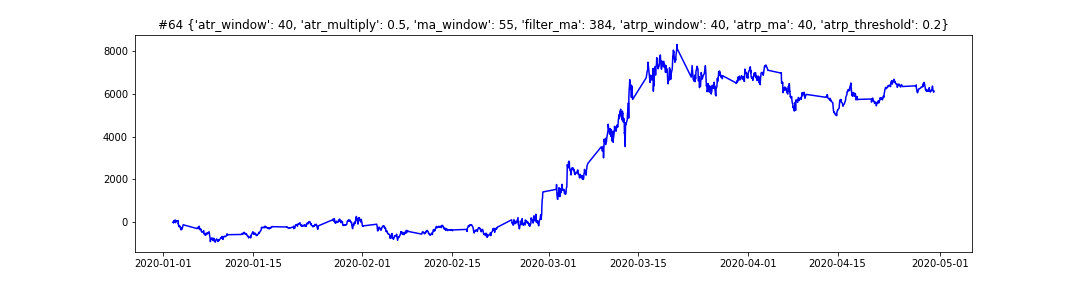 #64 {'atr_window': 40, 'atr_multiply': 0.5, 'ma_window': 55, 'filter_ma': 384, 'atrp_window': 40, 'atrp_ma': 40, 'atrp_threshold': 0.2}
8000
6000
4000
2000
0
2020-01-01 2020-01-15 2020-02-01 2020-02-15 2020-03-01 2020-03-15 2020-04-01 2020-04-15 2020-05-01